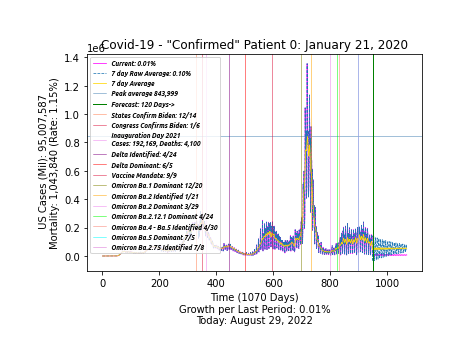 Covid-19 - "Confirmed" Patient 0: January 21, 2020
1e6
1.4
1.2
1.0
0.8
0.6
0.4
0.2
0.0
US Cases (Mil): 95,007,587
Mortality: 1,043,840 (Rate: 1.15%)
Current: 0.01%
7 day Raw Average: 0.10%
7 day Average
Peak average 843,999
Forecast: 120 Days->
States Confirm Biden: 12/14
Congress Confirms Biden: 1/6
Inauguration Day 2021
Cases: 192,169, Deaths: 4,100
Delta Identified: 4/24
Delta Dominant: 6/5
Vaccine Mandate: 9/9
Omicron Ba.1 Dominant 12/20
Omicron Ba.2 Identified 1/21
Omicron Ba.2 Dominant 3/29
Omicron Ba.2.12.1 Dominant 4/24
Omicron Ba.4 - Ba.5 Identified 4/30
Omicron Ba.5 Dominant 7/5
Omicron Ba.2.75 Identified 7/8
0 200 400 600 800 1000
Time (1070 Days)
Growth per Last Period: 0.01%
Today: August 29, 2022